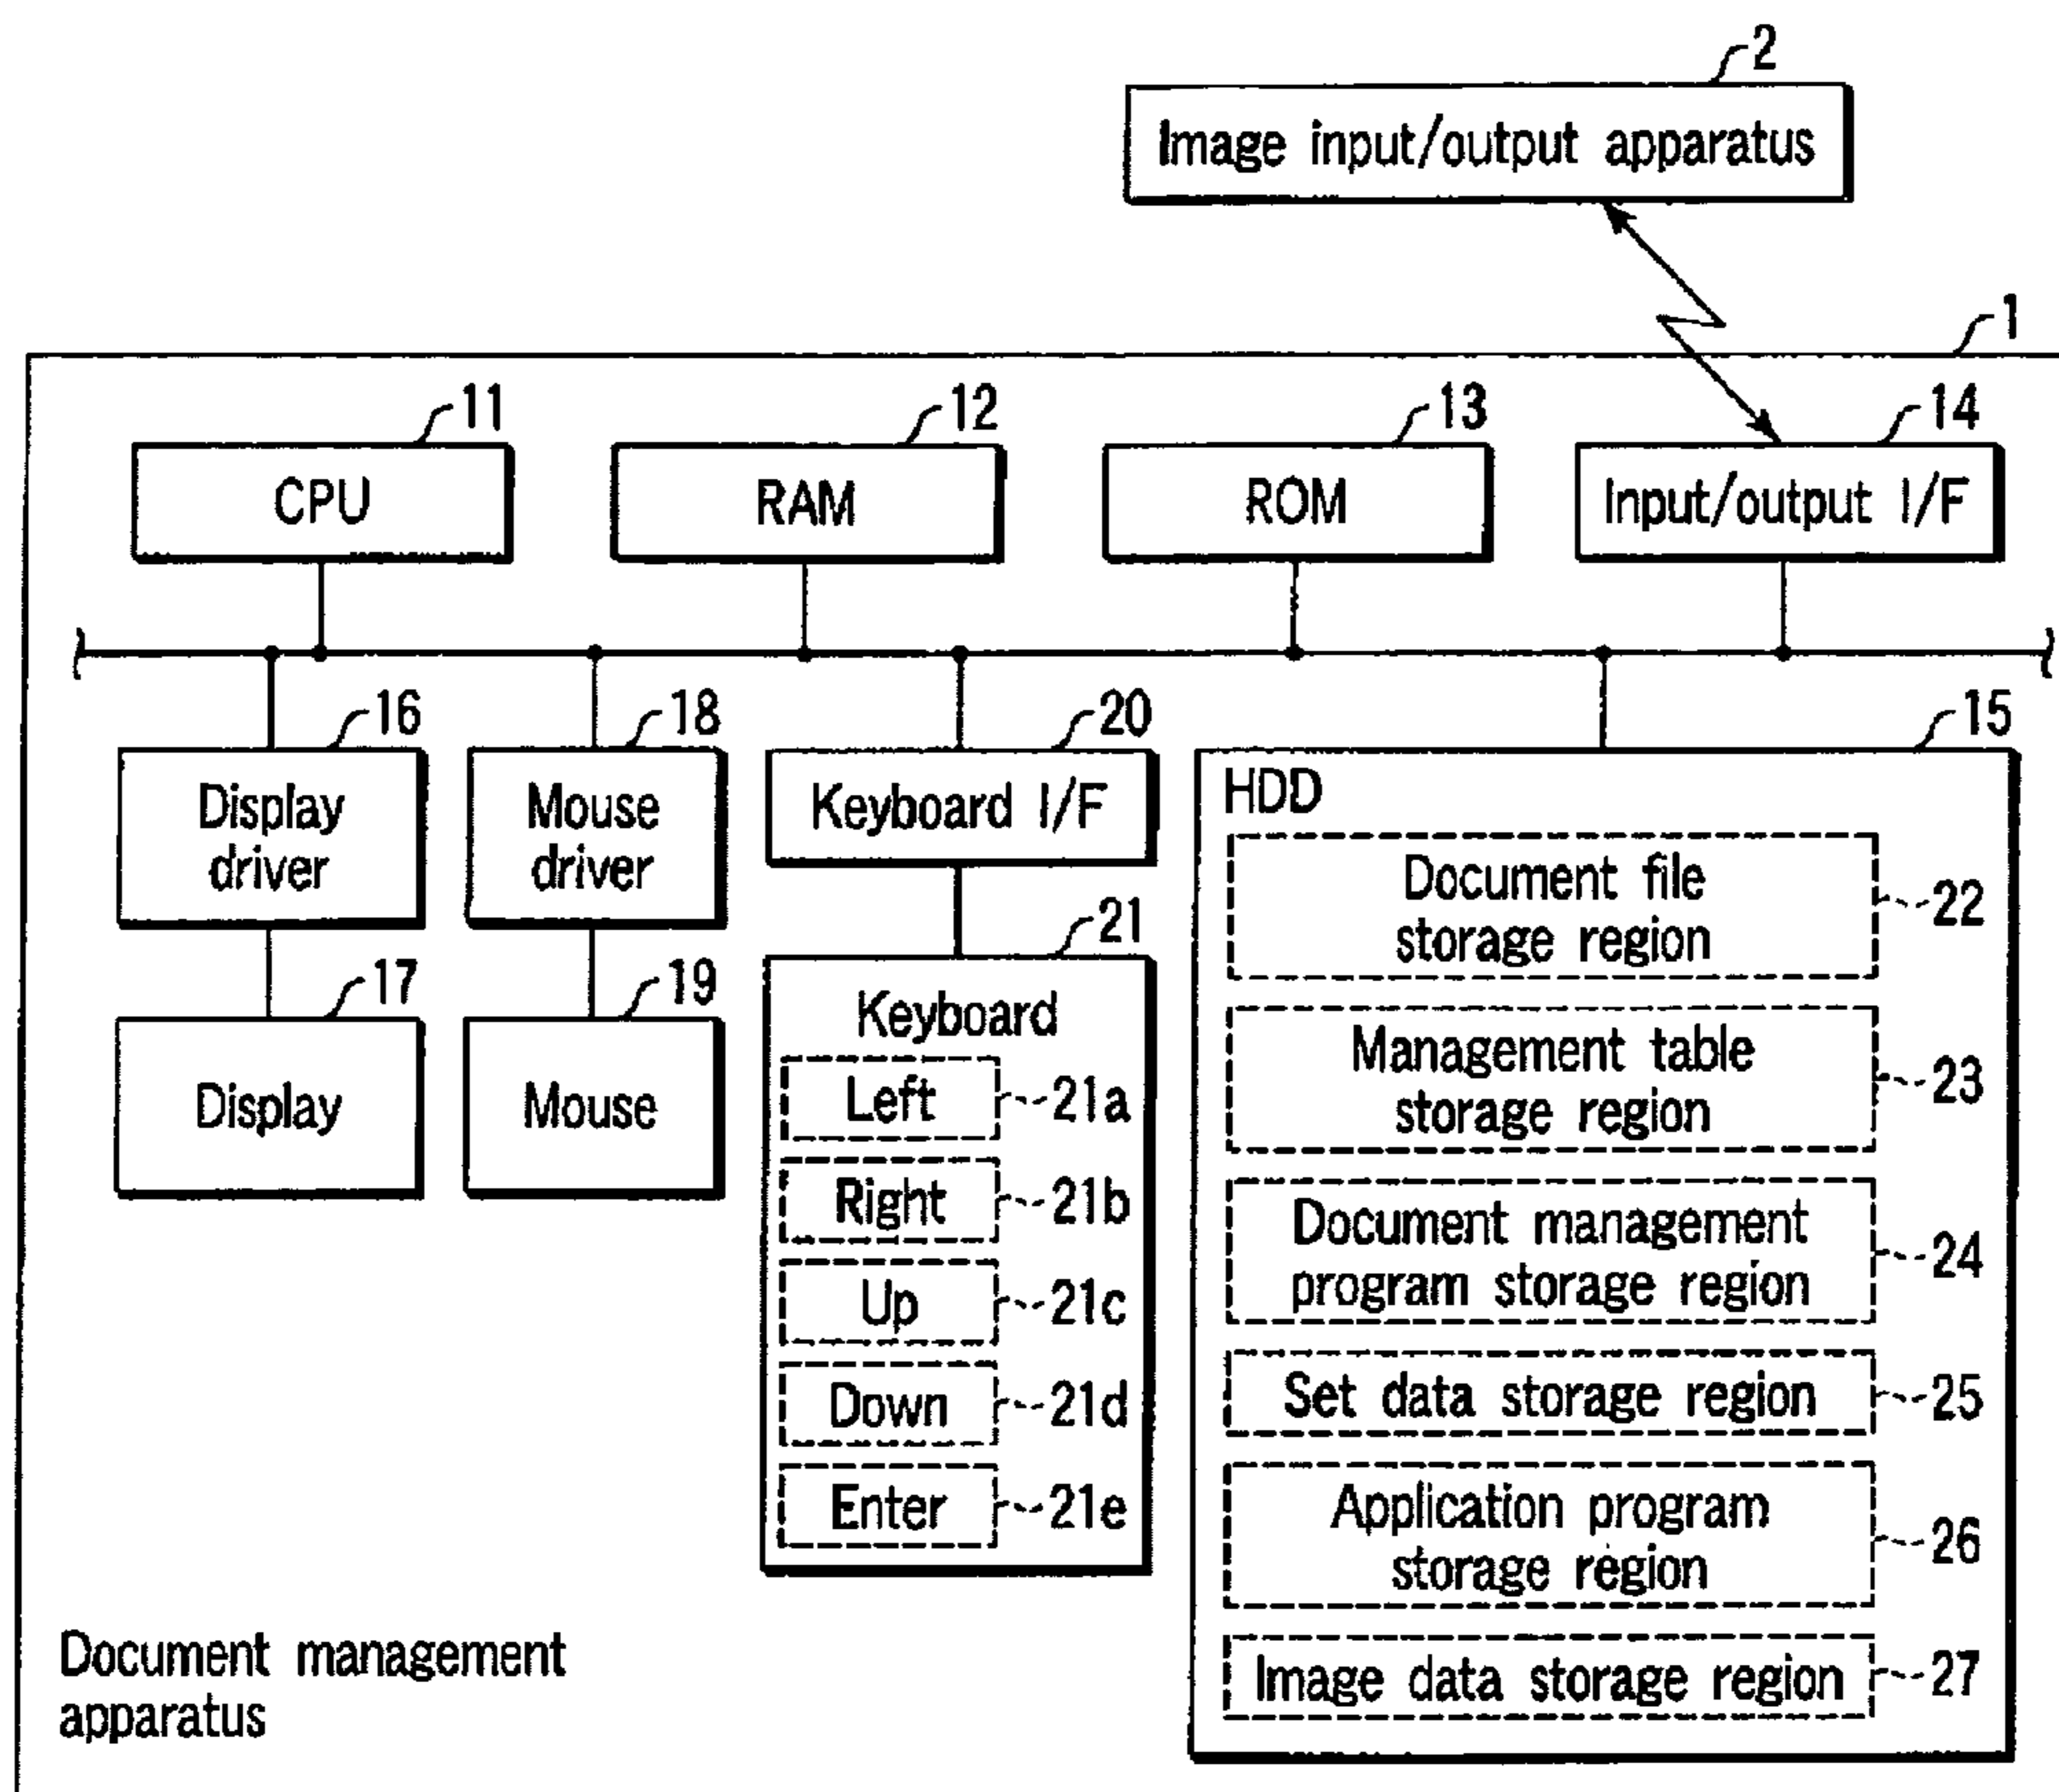 2
Image input/output apparatus
1
11
12
13
14
CPU
RAM
ROM
Input/output I/F
16
18
20
15
Display
driver
Mouse
driver
Keyboard I/F
HDD
Document file
storage region
22
17
19
21
Display
Mouse
Keyboard
Left
21a
Right
21b
Up
21c
Down
21d
Enter
21e
Management table
storage region
23
Document management
program storage region
24
Set data storage region
25
Application program
storage region
26
Image data storage region
27
Document management
apparatus